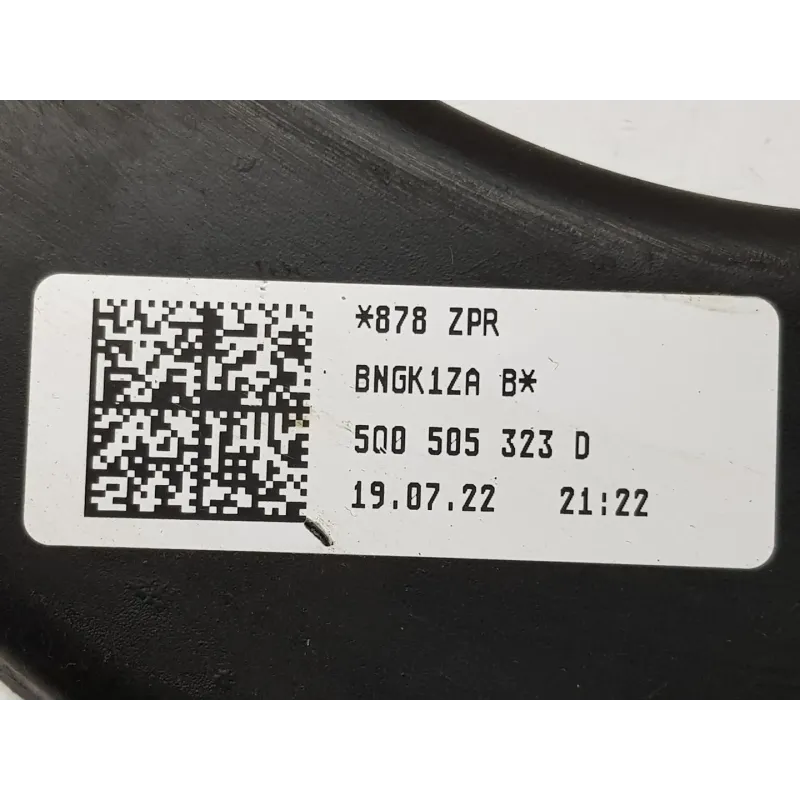 *878 ZPR
BNGK1ZA B*
5Q0 505 323 D
19.07.22 21:22